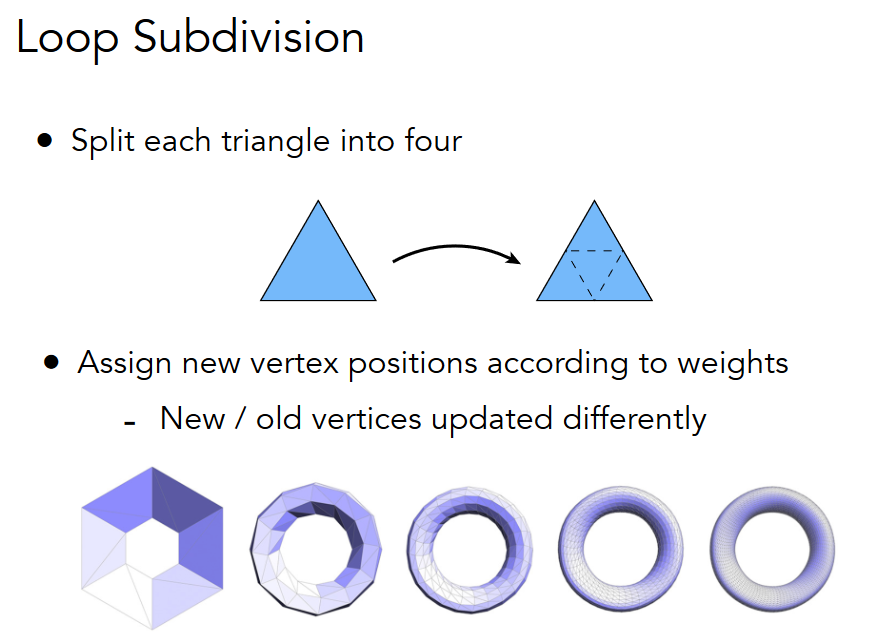 Loop Subdivision
• Split each triangle into four
• Assign new vertex positions according to weights
- New / old vertices updated differently